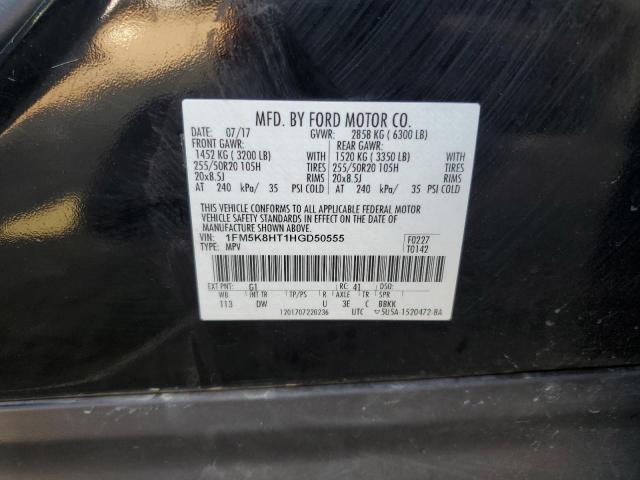 MFD. BY FORD MOTOR CO.
DATE: 07/17 GVWR: 2858 KG ( 6300 LB)
FRONT GAWR: REAR GAWR:
1452 KG ( 3200 LB) WITH 1520 KG ( 3350 LB) WITH
255/50R20 105H TIRES 255/50R20 105H TIRES
20x8.5J RIMS 20x8.5J RIMS
AT 240 kPa/ 35 PSI COLD AT 240 kPa/ 35 PSI COLD
THIS VEHICLE CONFORMS TO ALL APPLICABLE FEDERAL MOTOR
VEHICLE SAFETY STANDARDS IN EFFECT ON THE DATE OF
MANUFACTURE SHOWN ABOVE.
VIN: 1FM5K8HT1HGD50555 F0227
TYPE: MPV T0142
EXT PNT: G1 RC: 41 DSO:
WB INT TR TP/PS R AXLE TR SPR
113 DW U 3E C BBKK
1201707220236 UTC 5USA-1520472-BA